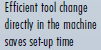 Efficient tool change
directly in the machine
saves set-up time